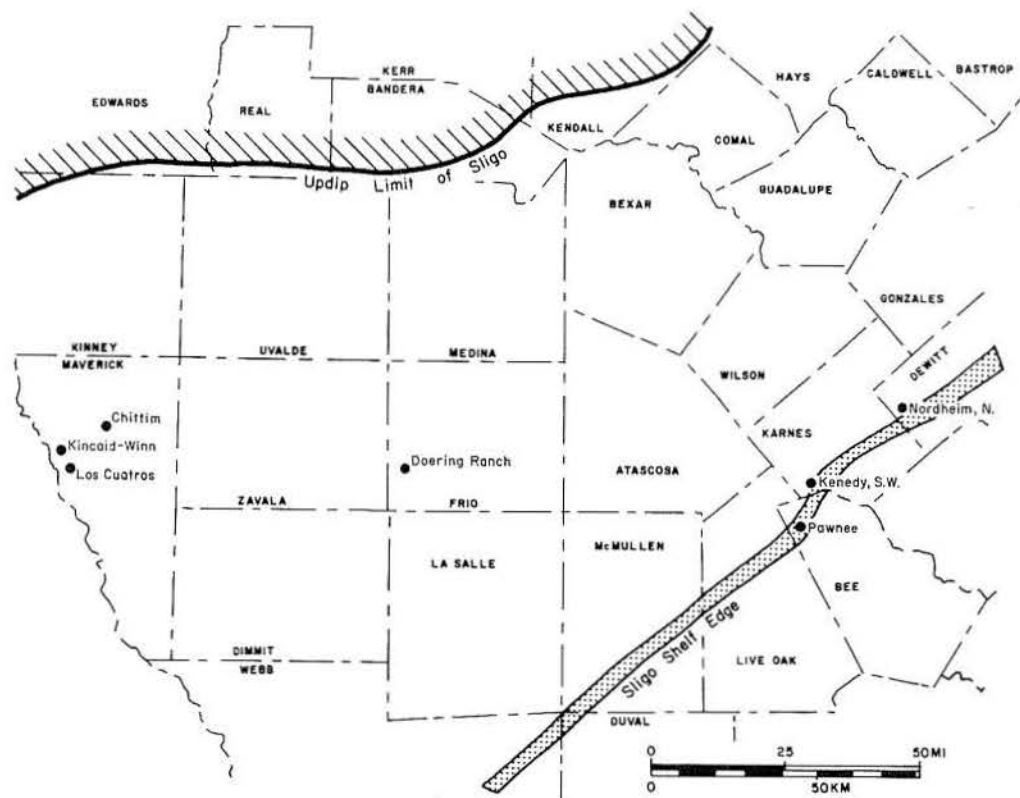 KERR
BANDERA
HAYS
CALDWELL
BASTROP
EDWARDS
REAL
KENDALL
COMAL
Updip Limit of Sligo
GUADALUPE
BEXAR
GONZALES
KINNEY
MAVERICK
UVALDE
MEDINA
WILSON
DEWITT
Chittim
Nordheim, N.
Kincaid-Winn
KARNES
Los Cuatros
Doering Ranch
ATASCOSA
Kenedy, S.W.
ZAVALA
FRIO
Pawnee
McMULLEN
LA SALLE
BEE
Sligo Shelf Edge
DIMMIT
WEBB
LIVE OAK
DUVAL
0 25 50MI
0 50KM